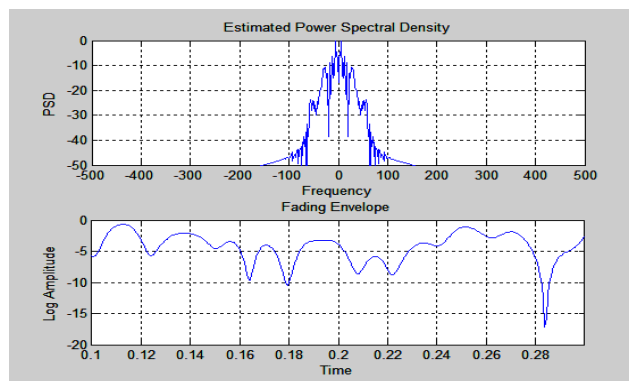 Estimated Power Spectral Density
0
-10
-20
-30
-40
-50
PSD
-500 -400 -300 -200 -100 0 100 200 300 400 500
Frequency
Fading Envelope
0
-5
-10
-15
-20
Log Amplitude
0.1 0.12 0.14 0.16 0.18 0.2 0.22 0.24 0.26 0.28
Time